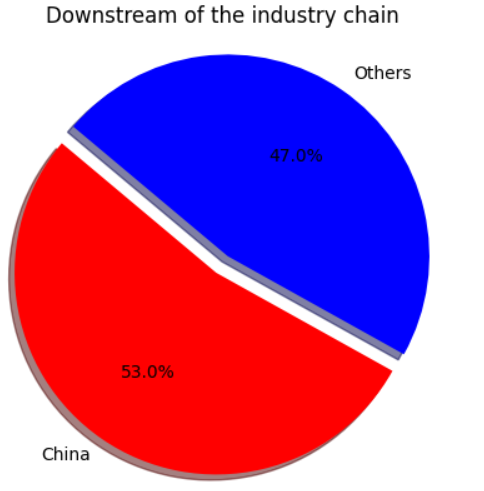 Downstream of the industry chain
Others
47.0%
53.0%
China